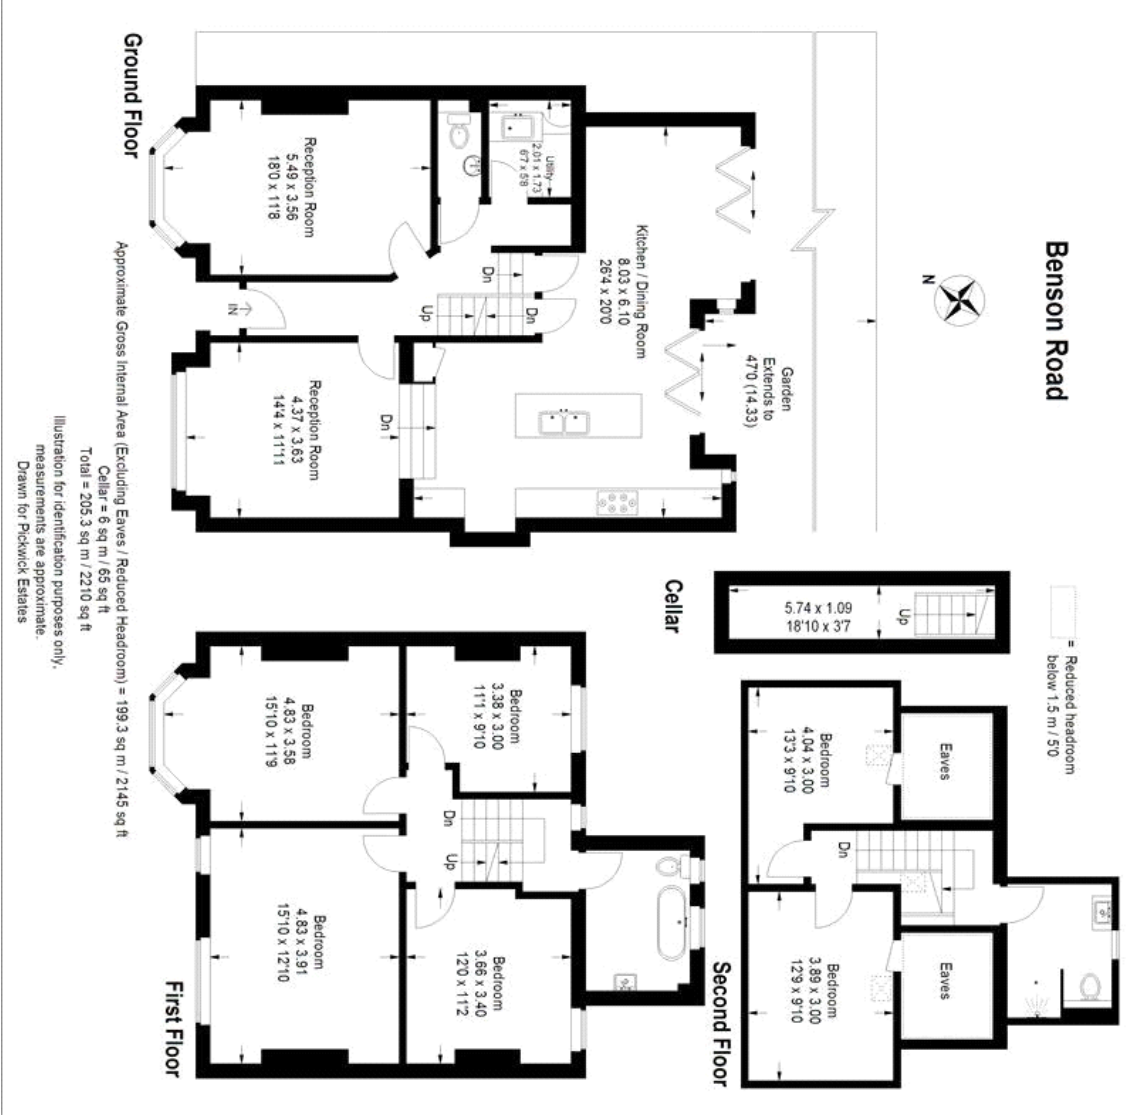 Benson Road
N
Garden
Extends to
47'0 (14.33)
Utility
2.01 x 1.73
6'7 x 5'8
Kitchen / Dining Room
8.03 x 6.10
26'4 x 20'0
Dn
Up
Dn
Reception Room
5.49 x 3.56
18'0 x 11'8
IN
Dn
Reception Room
4.37 x 3.63
14'4 x 11'11
Ground Floor
= Reduced headroom
below 1.5 m / 5'0
Up
5.74 x 1.09
18'10 x 3'7
Cellar
Eaves
Bedroom
4.04 x 3.00
13'3 x 9'10
Dn
Eaves
Bedroom
3.89 x 3.00
12'9 x 9'10
Second Floor
Bedroom
3.38 x 3.00
11'1 x 9'10
Dn
Up
Bedroom
4.83 x 3.58
15'10 x 11'9
Bedroom
3.66 x 3.40
12'0 x 11'2
Bedroom
4.83 x 3.91
15'10 x 12'10
First Floor
Approximate Gross Internal Area (Excluding Eaves / Reduced Headroom) = 199.3 sq m / 2145 sq ft
Cellar = 6 sq m / 65 sq ft
Total = 205.3 sq m / 2210 sq ft
Illustration for identification purposes only,
measurements are approximate.
Drawn for Pickwick Estates